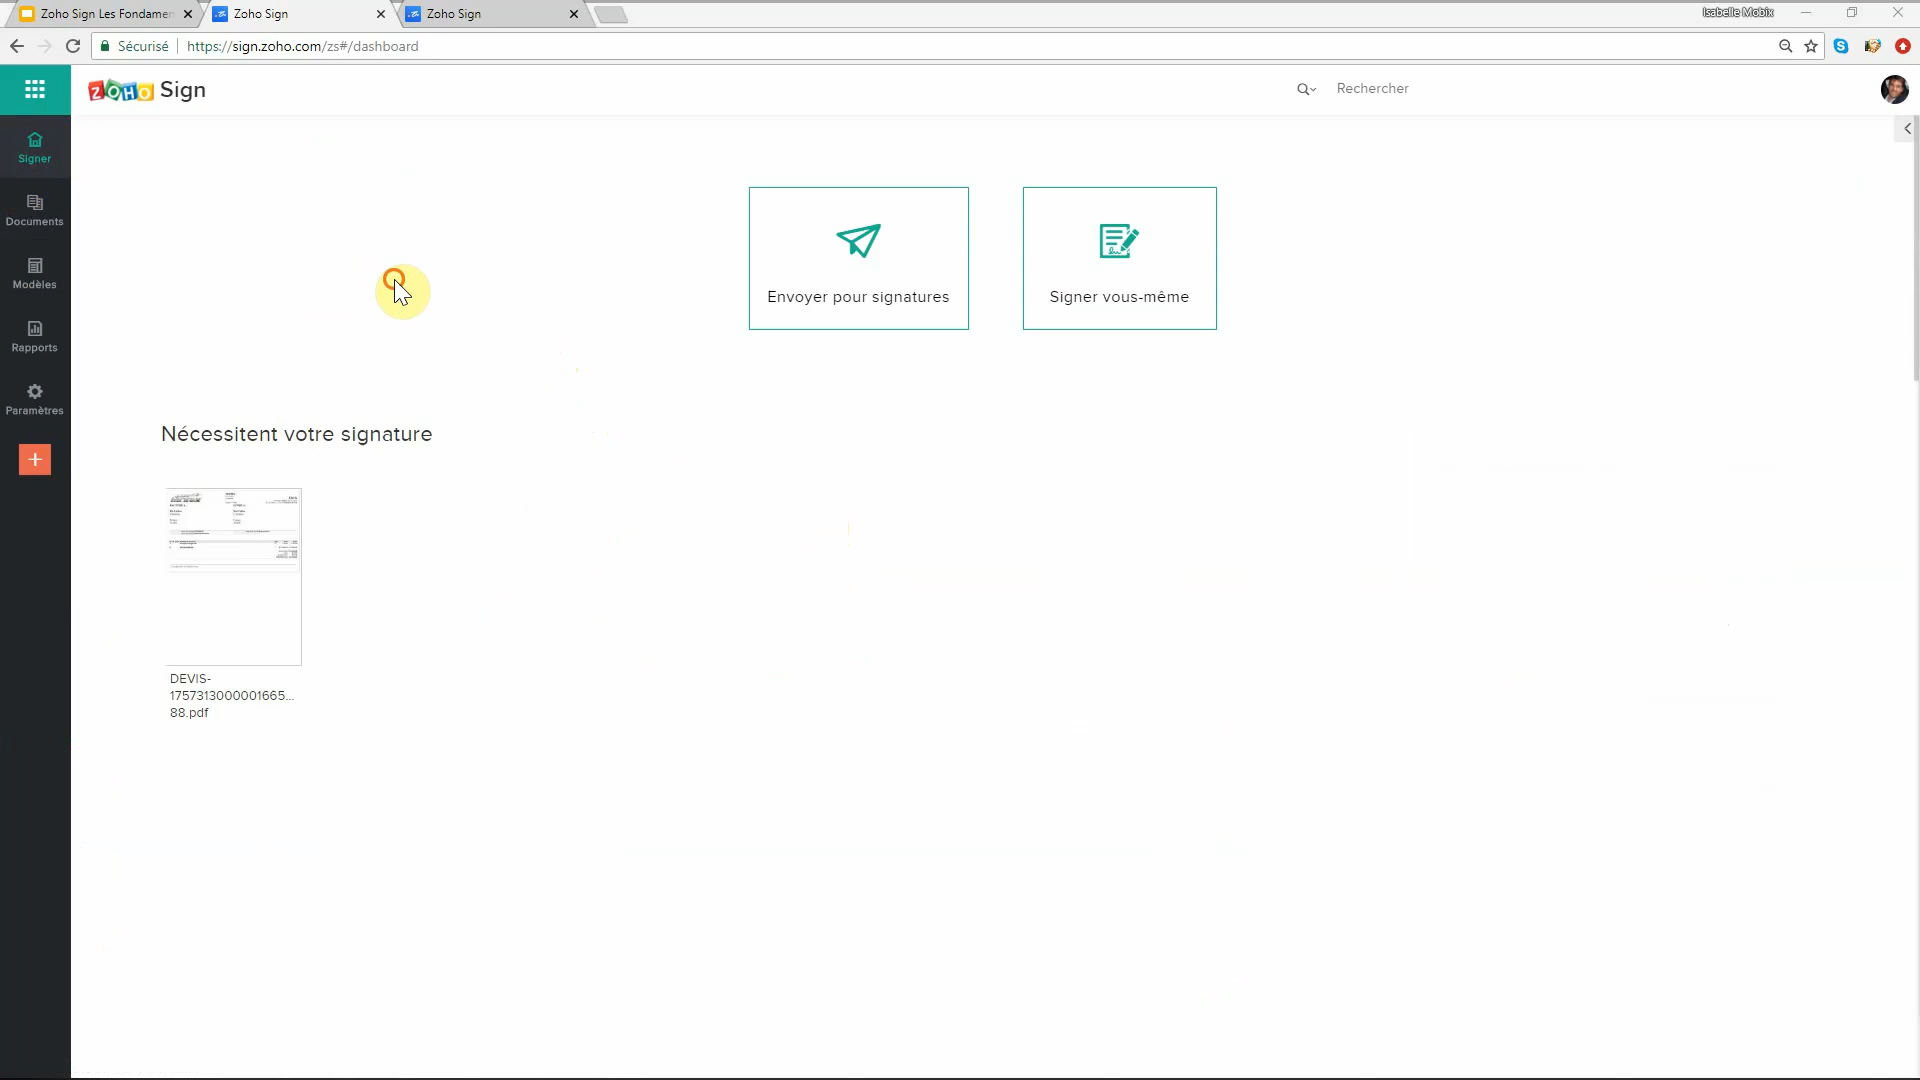 Zoho Sign Les Fondamen
Zoho Sign
Zoho Sign
Isabelle Mobix
Sécurisé
https://sign.zoho.com/zs#/dashboard
ZOHO Sign
Rechercher
Signer
Documents
Modèles
Rapports
Paramètres
+
Envoyer pour signatures
Signer vous-même
Nécessitent votre signature
DEVIS-
1757313000001665...
88.pdf